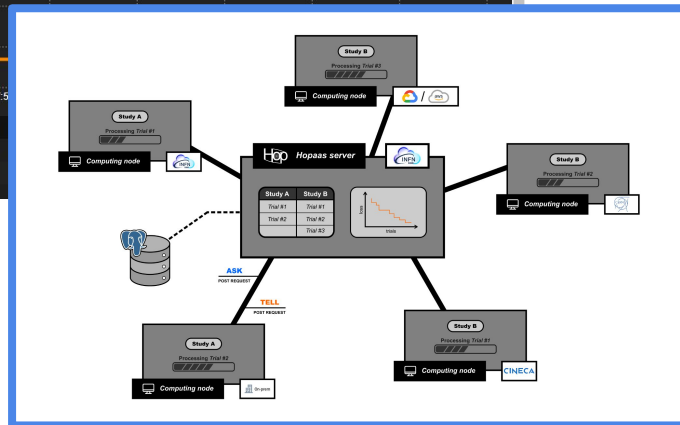 Study B
Processing Trial #3
Computing node
/
aws
Study A
Processing Trial #1
Computing node
INFN
Hop
Hopaas server
INFN
Study B
Processing Trial #2
Computing node
Study A Study B
Trial #1 Trial #1
Trial #2 Trial #2
Trial #3
loss
trials
ASK
POST REQUEST
TELL
POST REQUEST
Study A
Processing Trial #2
Computing node
On-prem
Study B
Processing Trial #1
Computing node
CINECA